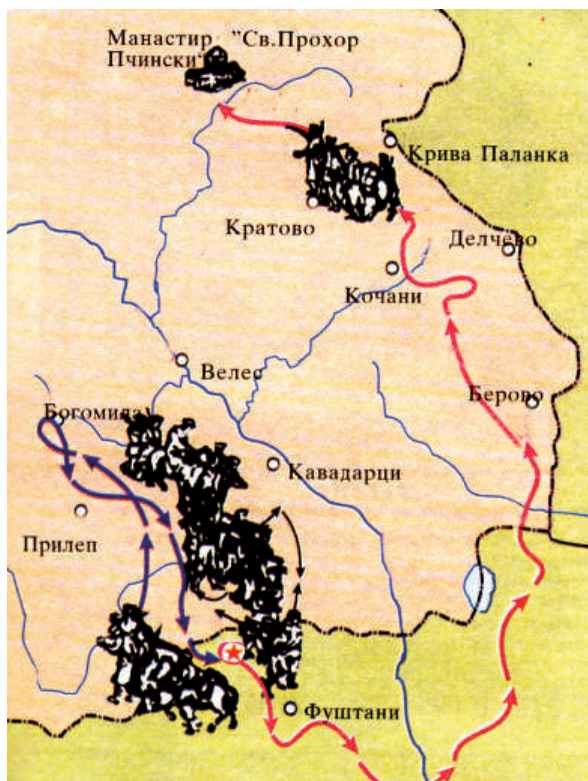 Манастир "Св.Прохор
Пчински"
Крива Паланка
Кратово
Делчево
Кочани
Велес
Берово
Богомила
Кавадарци
Прилеп
Фуштани